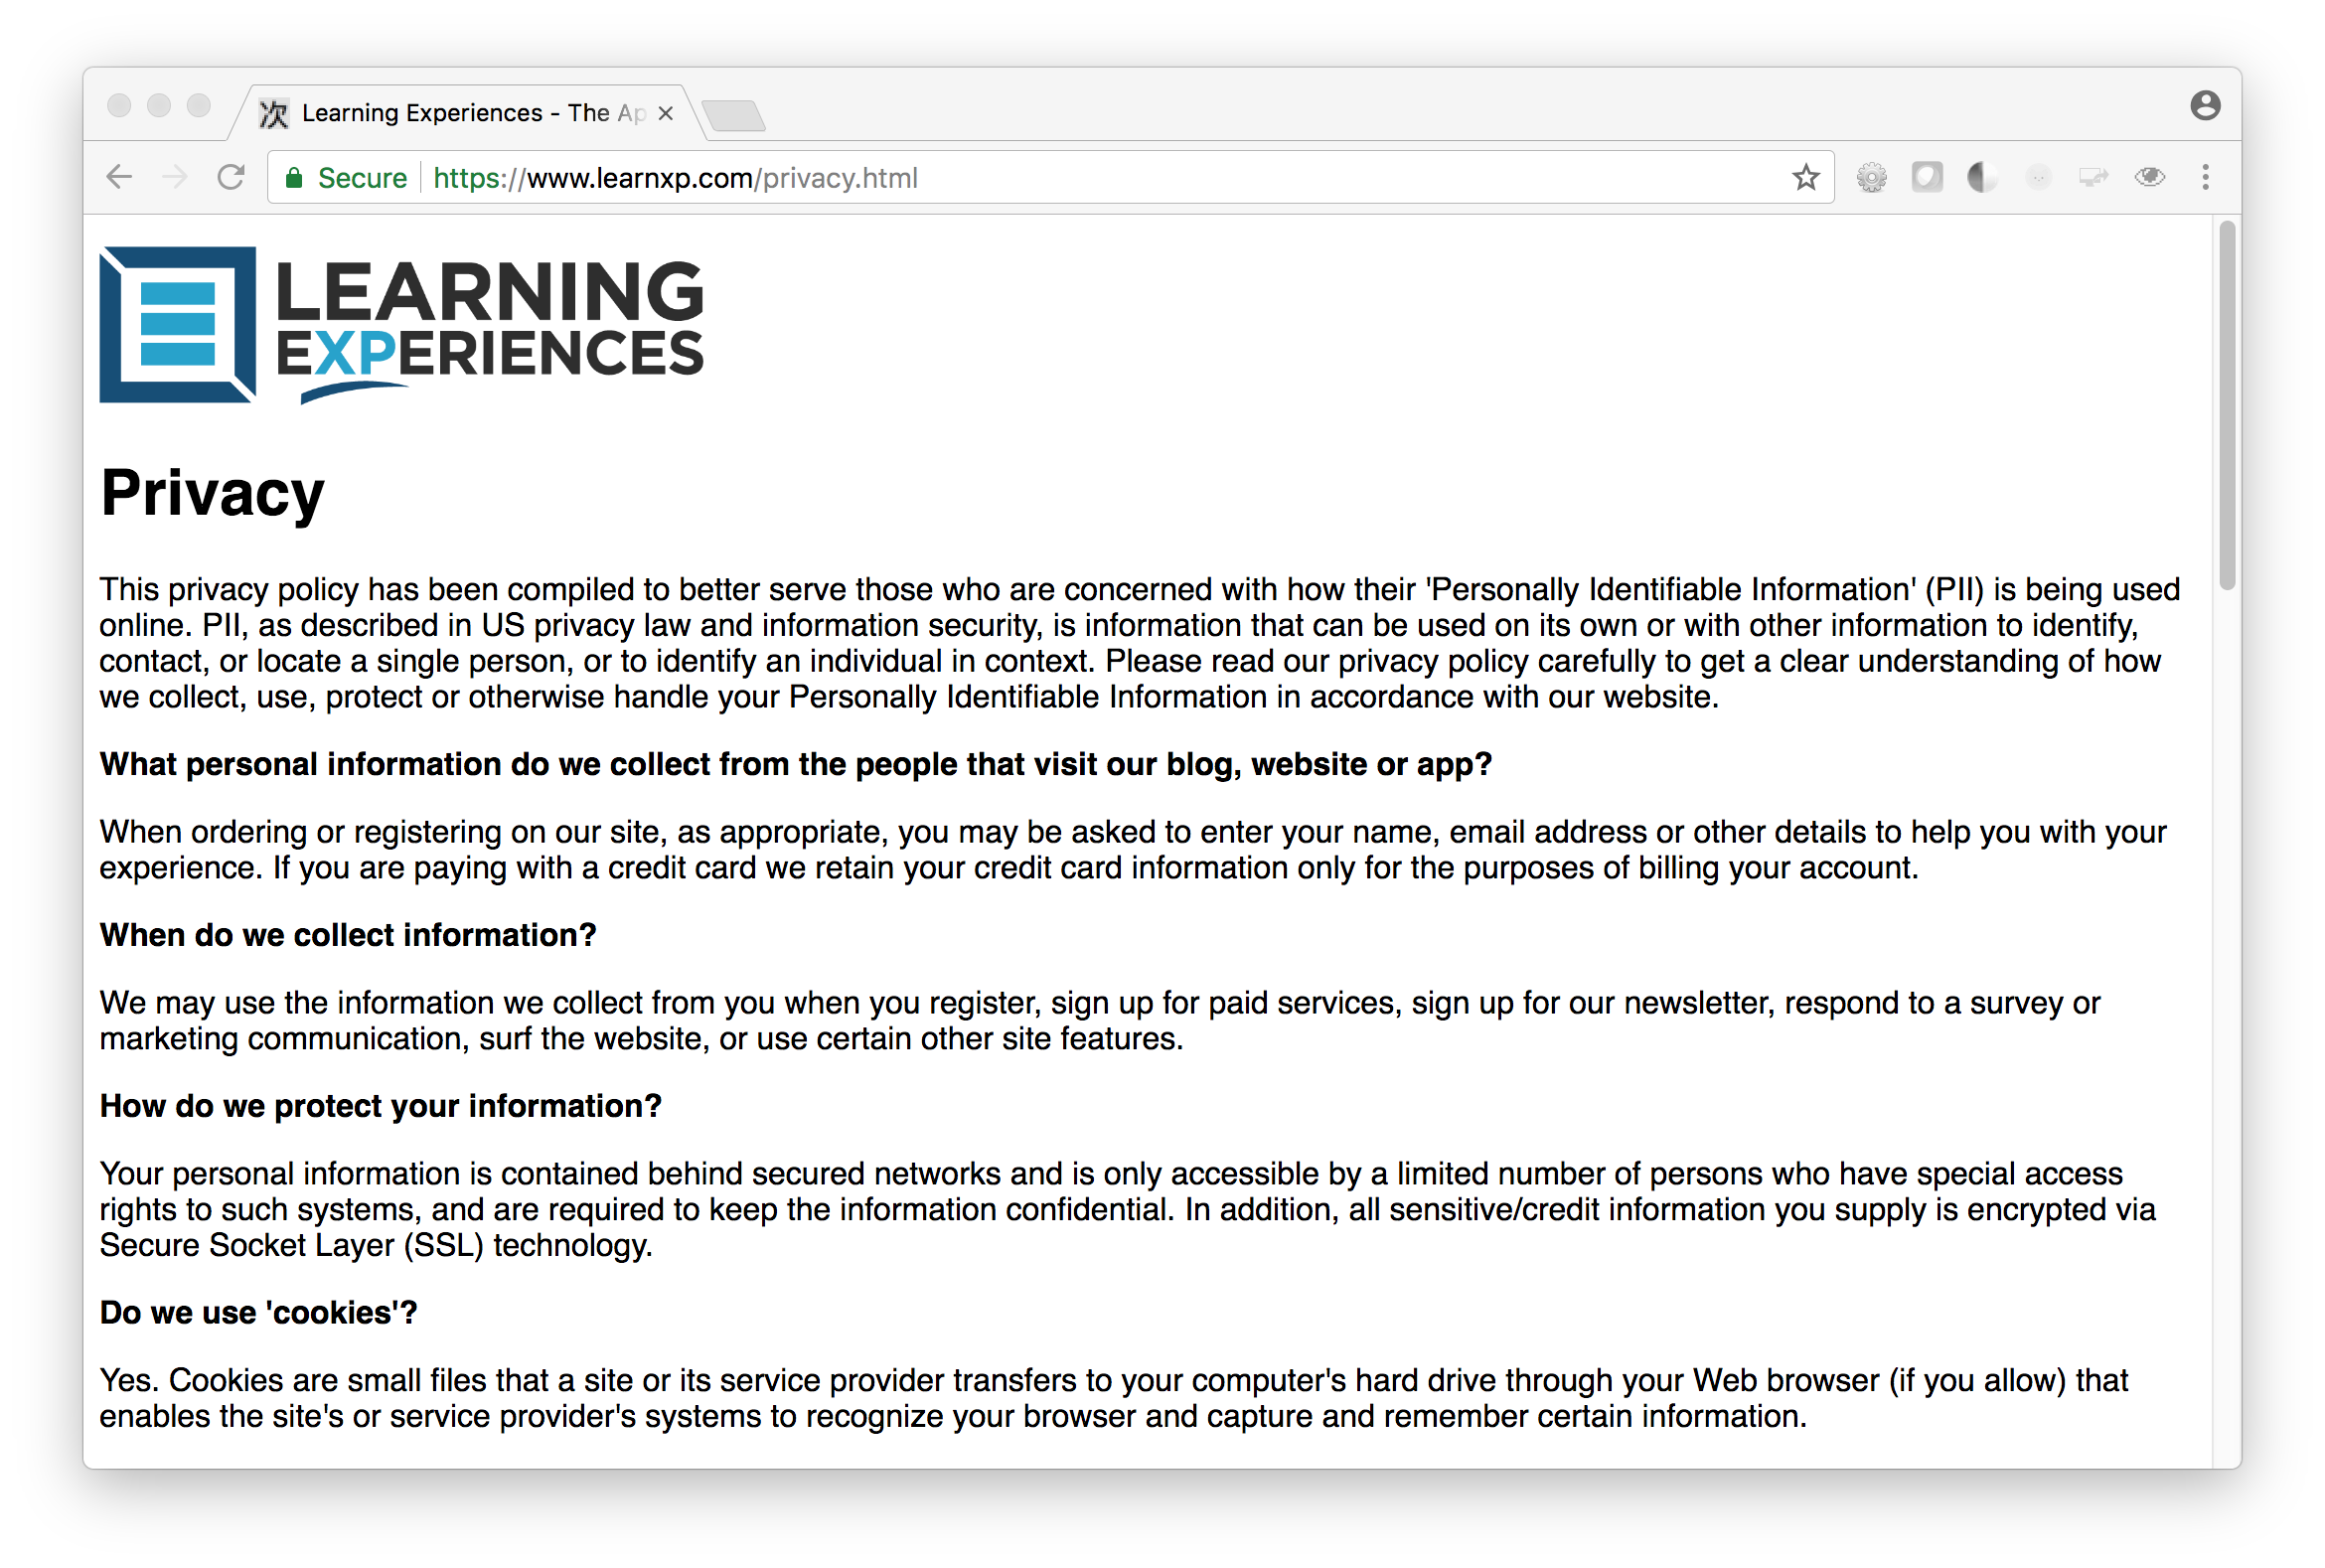 次 Learning Experiences - The Ap
Secure https://www.learnxp.com/privacy.html
LEARNING
EXPERIENCES
Privacy
This privacy policy has been compiled to better serve those who are concerned with how their 'Personally Identifiable Information' (PII) is being used
online. PII, as described in US privacy law and information security, is information that can be used on its own or with other information to identify,
contact, or locate a single person, or to identify an individual in context. Please read our privacy policy carefully to get a clear understanding of how
we collect, use, protect or otherwise handle your Personally Identifiable Information in accordance with our website.
What personal information do we collect from the people that visit our blog, website or app?
When ordering or registering on our site, as appropriate, you may be asked to enter your name, email address or other details to help you with your
experience. If you are paying with a credit card we retain your credit card information only for the purposes of billing your account.
When do we collect information?
We may use the information we collect from you when you register, sign up for paid services, sign up for our newsletter, respond to a survey or
marketing communication, surf the website, or use certain other site features.
How do we protect your information?
Your personal information is contained behind secured networks and is only accessible by a limited number of persons who have special access
rights to such systems, and are required to keep the information confidential. In addition, all sensitive/credit information you supply is encrypted via
Secure Socket Layer (SSL) technology.
Do we use 'cookies'?
Yes. Cookies are small files that a site or its service provider transfers to your computer's hard drive through your Web browser (if you allow) that
enables the site's or service provider's systems to recognize your browser and capture and remember certain information.